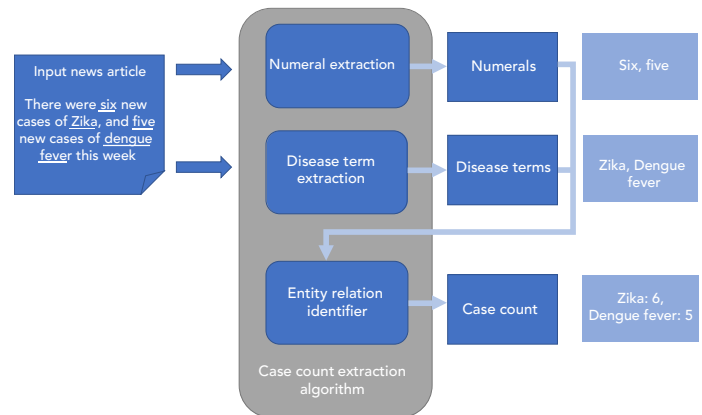 Input news article
There were six new
cases of Zika, and five
new cases of dengue
fever this week
Numeral extraction
Numerals
Six, five
Disease term
extraction
Disease terms
Zika, Dengue
fever
Entity relation
identifier
Case count
Zika: 6,
Dengue fever: 5
Case count extraction
algorithm